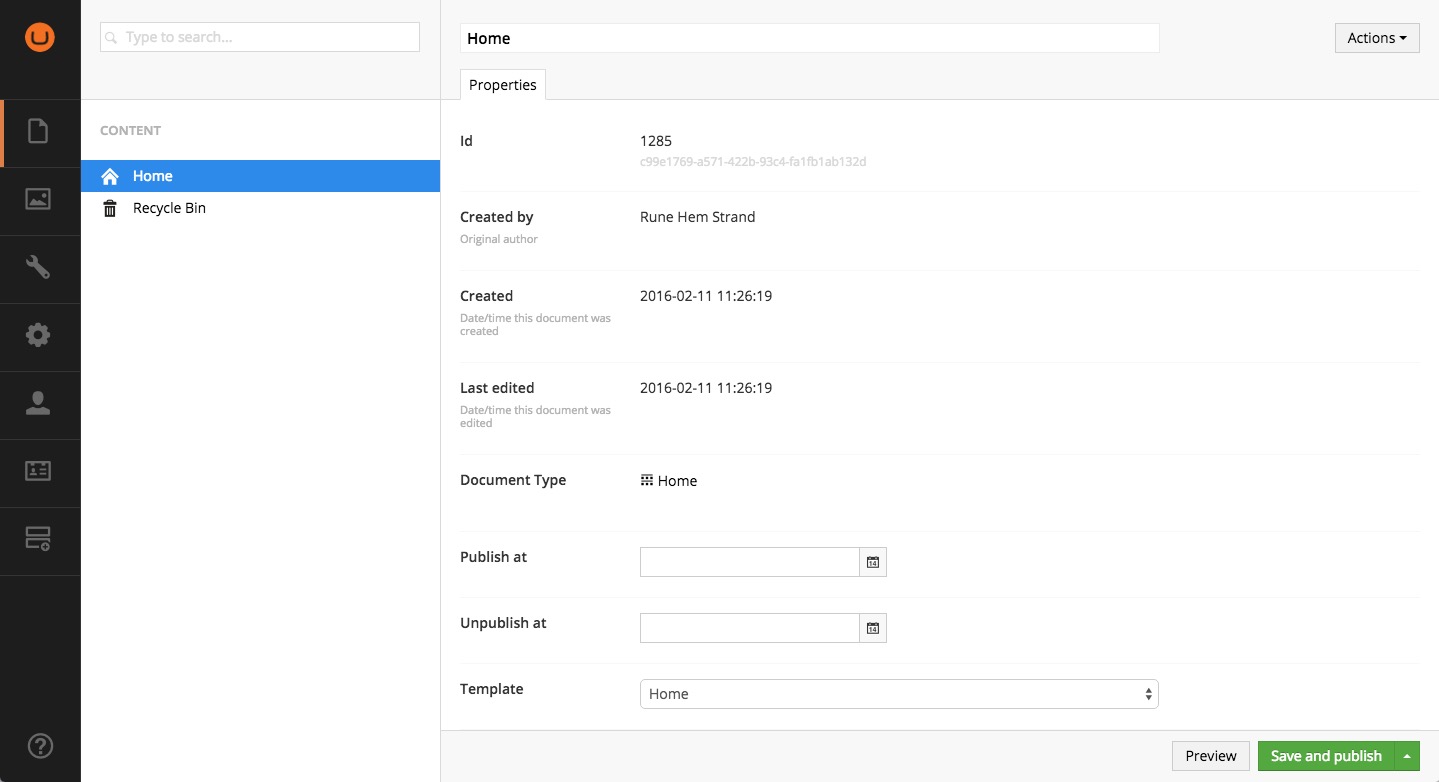 Type to search...
CONTENT
Home
Recycle Bin
Home
Actions
Properties
Id
1285
c99e1769-a571-422b-93c4-fa1fb1ab132d
Created by
Rune Hem Strand
Original author
Created
2016-02-11 11:26:19
Date/time this document was
created
Last edited
2016-02-11 11:26:19
Date/time this document was
edited
Document Type
Home
Publish at
14
Unpublish at
14
Template
Home
Preview
Save and publish